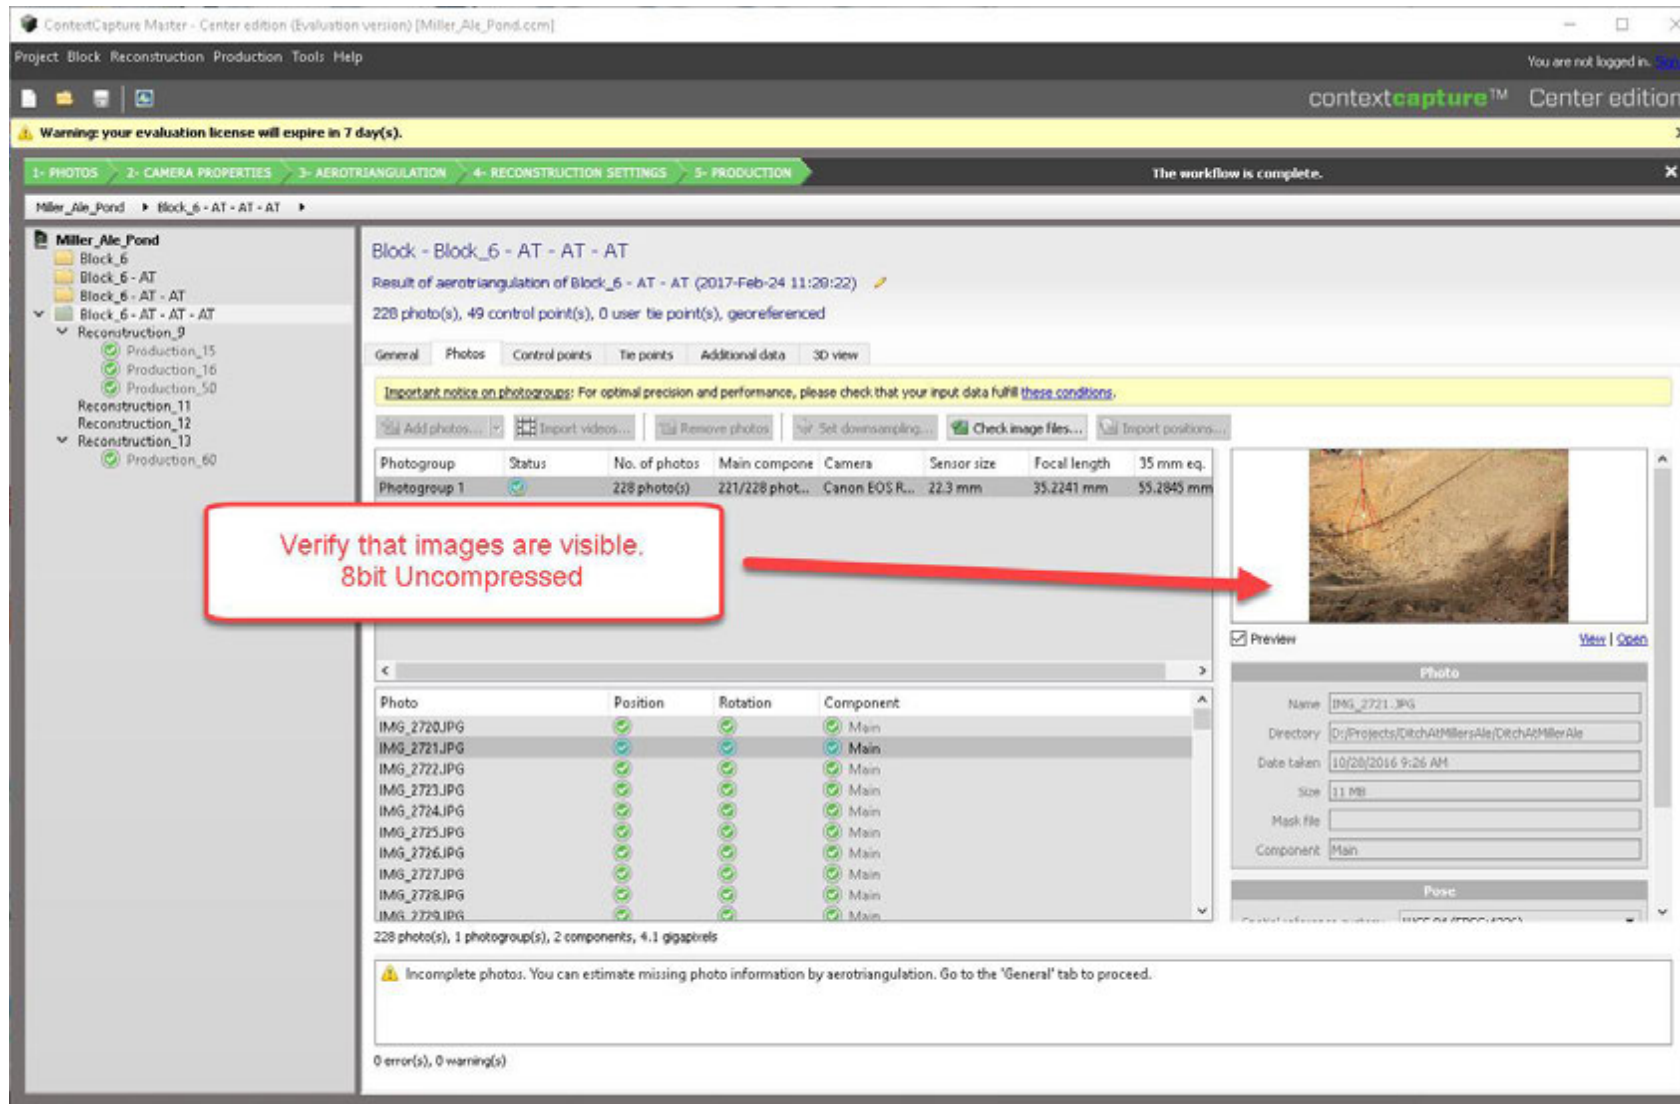 ContextCapture Master - Center edition (Evaluation version) [Miller_Ale_Pond.ccm]
Project Block Reconstruction Production Tools Help
You are not logged in.
contextcapture™ Center edition
Warning: your evaluation license will expire in 7 day(s).
1- PHOTOS 2- CAMERA PROPERTIES 3- AEROTRIANGULATION 4- RECONSTRUCTION SETTINGS 5- PRODUCTION The workflow is complete.
Miller_Ale_Pond Block_6 - AT - AT - AT
Miller_Ale_Pond
Block_6
Block_6 - AT
Block_6 - AT - AT
Block_6 - AT - AT - AT
Reconstruction_9
Production_15
Production_16
Production_50
Reconstruction_11
Reconstruction_12
Reconstruction_13
Production_60
Block - Block_6 - AT - AT - AT
Result of aerotriangulation of Block_6 - AT - AT (2017-Feb-24 11:28:22)
228 photo(s), 49 control point(s), 0 user tie point(s), georeferenced
General Photos Control points Tie points Additional data 3D view
Important notice on photogroups: For optimal precision and performance, please check that your input data fulfill these conditions.
Add photos... Import videos... Remove photos Set downsampling... Check image files... Import positions...
Photogroup Status No. of photos Main compone Camera Sensor size Focal length 35 mm eq.
Photogroup 1 228 photo(s) 221/228 phot... Canon EOS R... 22.3 mm 35.2241 mm 55.2845 mm
Verify that images are visible.
8bit Uncompressed
Preview View | Open
Photo Position Rotation Component
IMG_2720.JPG Main
IMG_2721.JPG Main
IMG_2722.JPG Main
IMG_2723.JPG Main
IMG_2724.JPG Main
IMG_2725.JPG Main
IMG_2726.JPG Main
IMG_2727.JPG Main
IMG_2728.JPG Main
IMG_2729.JPG Main
Photo
Name IMG_2721.JPG
Directory D:/Projects/DitchAtMillersAle/DitchAtMillerAle
Date taken 10/28/2016 9:26 AM
Size 11 MB
Mask file
Component Main
Pose
228 photo(s), 1 photogroup(s), 2 components, 4.1 gigapixels
Incomplete photos. You can estimate missing photo information by aerotriangulation. Go to the 'General' tab to proceed.
0 error(s), 0 warning(s)